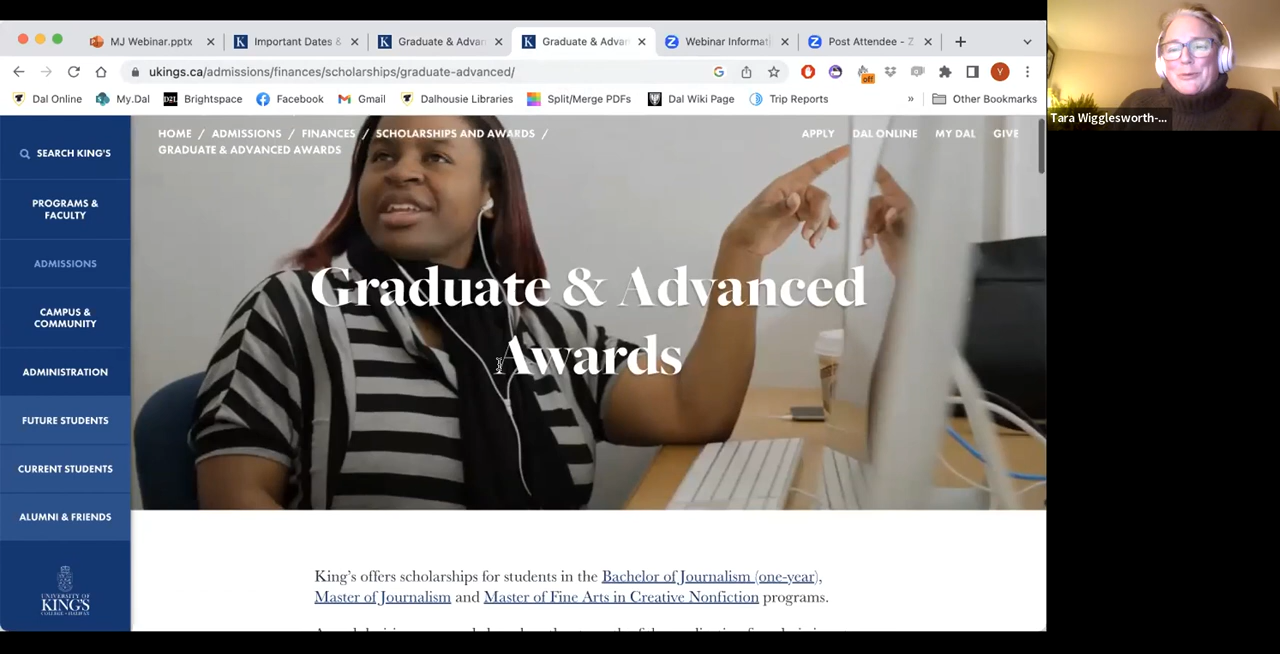 MJ Webinar.pptx
Important Dates &
Graduate & Advan
Graduate & Advan
Webinar Informati
Post Attendee - Z
ukings.ca/admissions/finances/scholarships/graduate-advanced/
off
Y
Dal Online
My.Dal
D2L
Brightspace
Facebook
Gmail
Dalhousie Libraries
Split/Merge PDFs
Dal Wiki Page
Trip Reports
»
Other Bookmarks
Tara Wigglesworth-...
HOME / ADMISSIONS / FINANCES / SCHOLARSHIPS AND AWARDS /
GRADUATE & ADVANCED AWARDS
APPLY DAL ONLINE MY DAL GIVE
SEARCH KING'S
PROGRAMS &
FACULTY
ADMISSIONS
CAMPUS &
COMMUNITY
ADMINISTRATION
FUTURE STUDENTS
CURRENT STUDENTS
ALUMNI & FRIENDS
UNIVERSITY OF
KING'S
COLLEGE · HALIFAX
Graduate & Advanced
Awards
King's offers scholarships for students in the Bachelor of Journalism (one-year),
Master of Journalism and Master of Fine Arts in Creative Nonfiction programs.